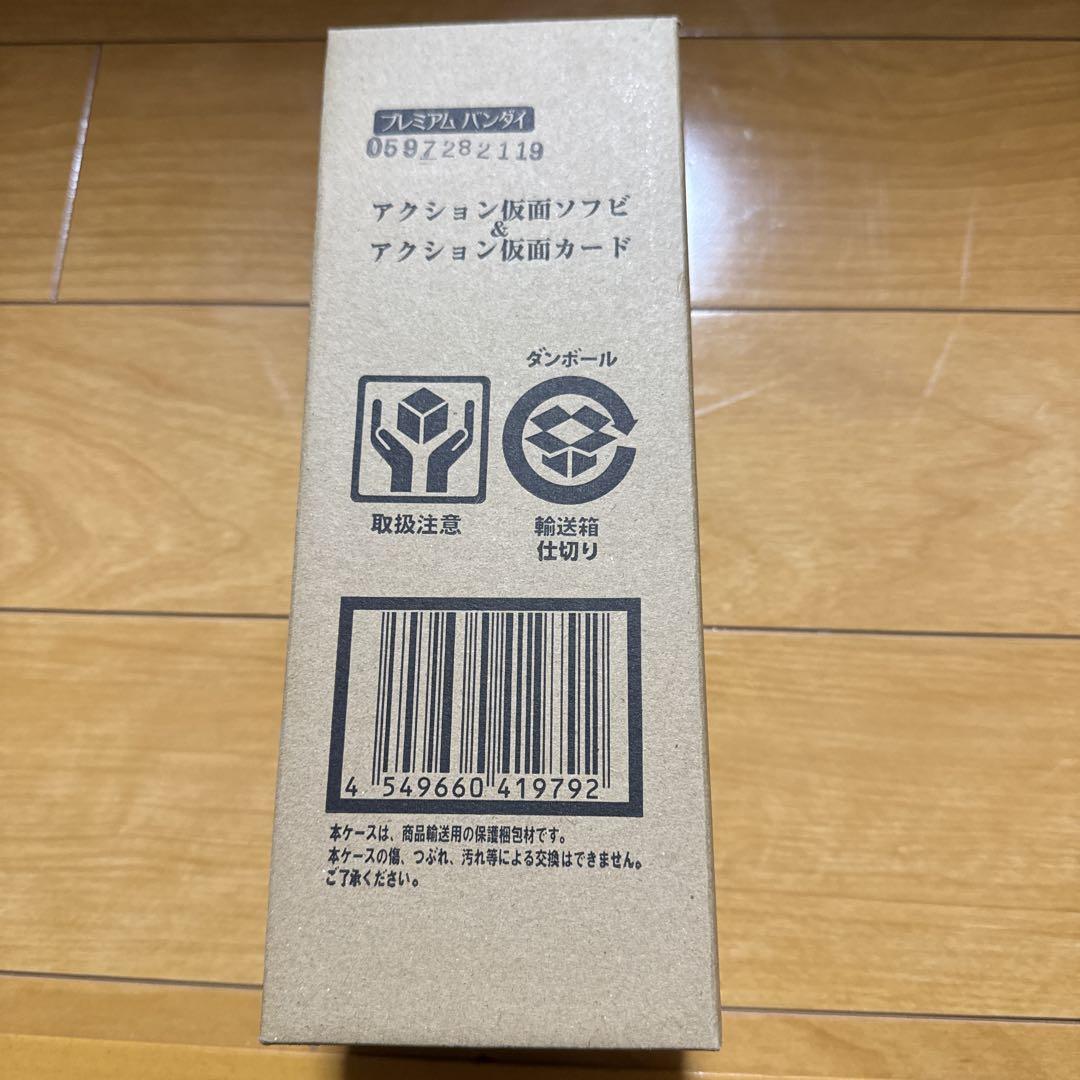 プレミアム バンダイ
0597282119
アクション仮面ソフビ
&
アクション仮面カード
ダンボール
取扱注意
輸送箱
仕切り
4 549660 419792
本ケースは、商品輸送用の保護梱包材です。
本ケースの傷、つぶれ、汚れ等による交換はできません。
ご了承ください。